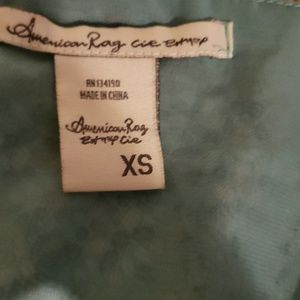 American Rag Cie
RN 134190
MADE IN CHINA
American Rag
Cie
XS